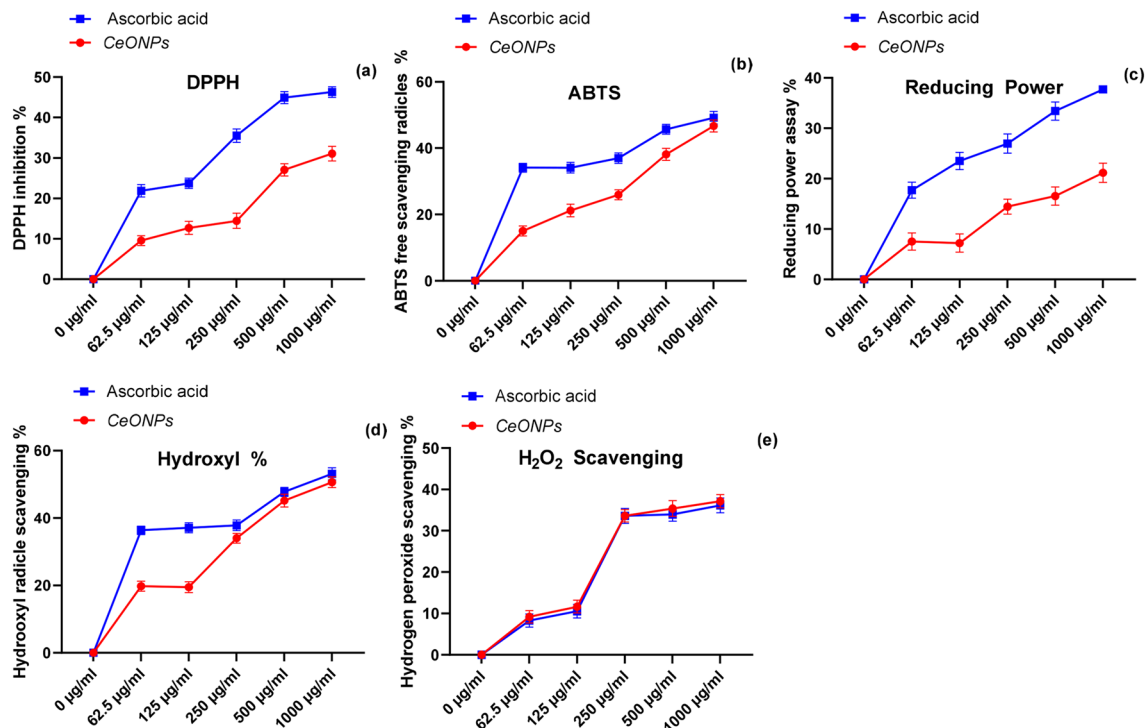 Ascorbic acid
CeONPs
(a)
DPPH
DPPH inhibition %
50
40
30
20
10
0
0 µg/ml
62.5 µg/ml
125 µg/ml
250 µg/ml
500 µg/ml
1000 µg/ml
Ascorbic acid
CeONPs
(b)
ABTS
ABTS free scavenging radicles %
60
40
20
0
0 µg/ml
62.5 µg/ml
125 µg/ml
250 µg/ml
500 µg/ml
1000 µg/ml
Ascorbic acid
CeONPs
(c)
Reducing Power
Reducing power assay %
40
30
20
10
0
0 µg/ml
62.5 µg/ml
125 µg/ml
250 µg/ml
500 µg/ml
1000 µg/ml
Ascorbic acid
CeONPs
(d)
Hydroxyl %
Hydrooxyl radicle scavenging %
60
40
20
0
0 µg/ml
62.5 µg/ml
125 µg/ml
250 µg/ml
500 µg/ml
1000 µg/ml
Ascorbic acid
CeONPs
(e)
H₂O₂ Scavenging
Hydrogen peroxide scavenging %
50
40
30
20
10
0
0 µg/ml
62.5 µg/ml
125 µg/ml
250 µg/ml
500 µg/ml
1000 µg/ml